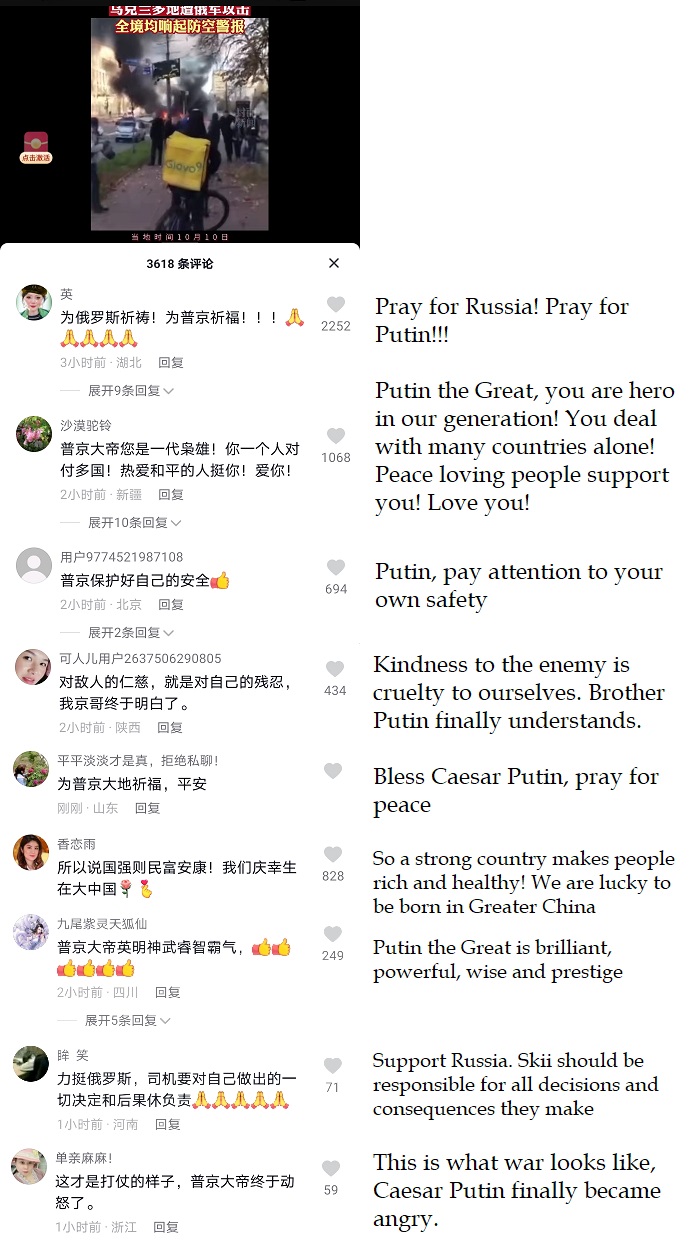 乌克兰多地遭俄军攻击
全境均响起防空警报
Glovo
点击激活
当地时间10月10日
3618 条评论
英
为俄罗斯祈祷！为普京祈福！！！🙏
🙏🙏🙏🙏
2252
3小时前 · 湖北 回复
展开9条回复
沙漠驼铃
普京大帝您是一代枭雄！你一个人对
付多国！热爱和平的人挺你！爱你！
1068
2小时前 · 新疆 回复
展开10条回复
用户9774521987108
普京保护好自己的安全👍
694
2小时前 · 北京 回复
展开2条回复
可人儿用户2637506290805
对敌人的仁慈，就是对自己的残忍，
我京哥终于明白了。
434
2小时前 · 陕西 回复
平平淡淡才是真，拒绝私聊！
为普京大地祈福，平安
刚刚 · 山东 回复
香恋雨
所以说国强则民富安康！我们庆幸生
在大中国🌹🫰
828
九尾紫灵天狐仙
普京大帝英明神武睿智霸气，👍👍
👍👍👍👍
249
2小时前 · 四川 回复
展开5条回复
眸 笑
力挺俄罗斯，司机要对自己做出的一
切决定和后果休负责🙏🙏🙏🙏🙏
71
1小时前 · 河南 回复
单亲麻麻！
这才是打仗的样子，普京大帝终于动
怒了。
59
1小时前 · 浙江 回复
Pray for Russia! Pray for
Putin!!!
Putin the Great, you are hero
in our generation! You deal
with many countries alone!
Peace loving people support
you! Love you!
Putin, pay attention to your
own safety
Kindness to the enemy is
cruelty to ourselves. Brother
Putin finally understands.
Bless Caesar Putin, pray for
peace
So a strong country makes people
rich and healthy! We are lucky to
be born in Greater China
Putin the Great is brilliant,
powerful, wise and prestige
Support Russia. Skii should be
responsible for all decisions and
consequences they make
This is what war looks like,
Caesar Putin finally became
angry.